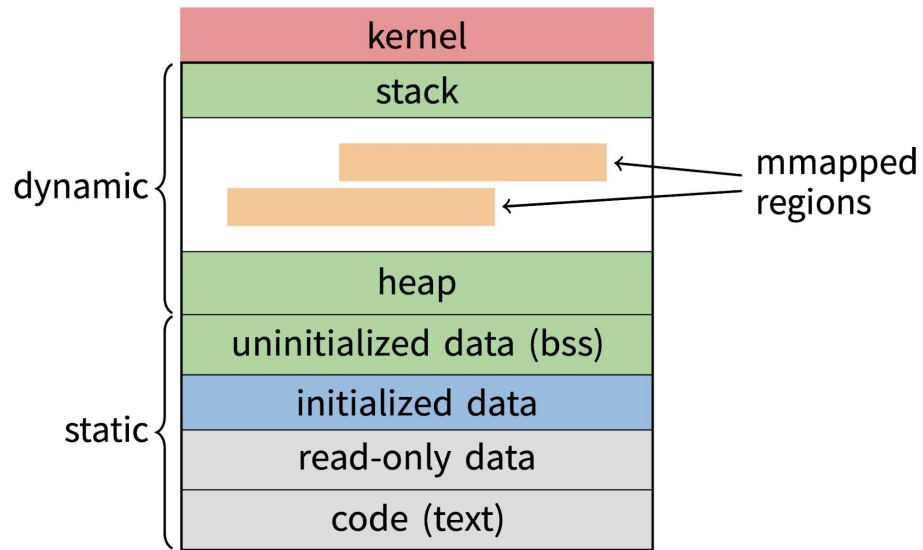 kernel
stack
dynamic
mmapped
regions
heap
uninitialized data (bss)
initialized data
static
read-only data
code (text)